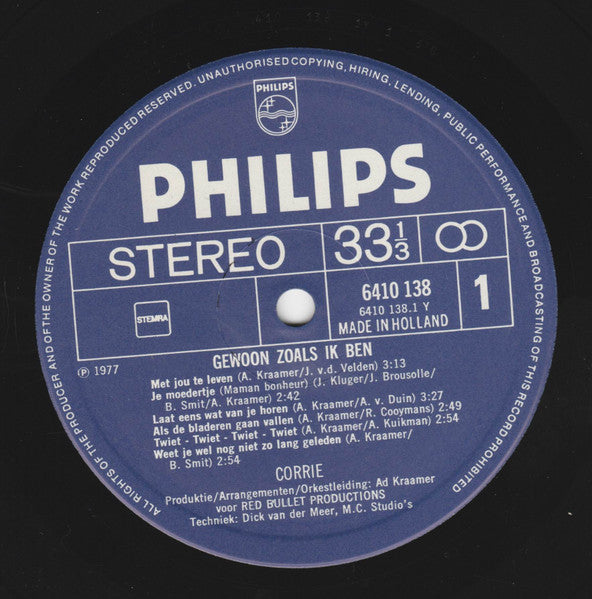 ALL RIGHTS OF THE PRODUCER AND OF THE OWNER OF THE WORK REPRODUCED RESERVED. UNAUTHORISED COPYING, HIRING, LENDING, PUBLIC PERFORMANCE AND BROADCASTING OF THIS RECORD PROHIBITED
PHILIPS
PHILIPS
STEREO
33 1/3
STEMRA
6410 138
6410 138.1 Y
MADE IN HOLLAND
1
℗ 1977
GEWOON ZOALS IK BEN
Met jou te leven (A. Kraamer/J. v.d. Velden) 3:13
Je moedertje (Maman bonheur) (J. Kluger/J. Brousolle/
B. Smit/A. Kraamer) 2:42
Laat eens wat van je horen (A. Kraamer/A. v. Duin) 3:27
Als de bladeren gaan vallen (A. Kraamer/R. Cooymans) 2:49
Twiet - Twiet - Twiet - Twiet (A. Kraamer/A. Kuikman) 2:54
Weet je wel nog niet zo lang geleden (A. Kraamer/
B. Smit) 2:54
CORRIE
Produktie/Arrangementen/Orkestleiding: Ad Kraamer
voor RED BULLET PRODUCTIONS
Techniek: Dick van der Meer, M.C. Studio's